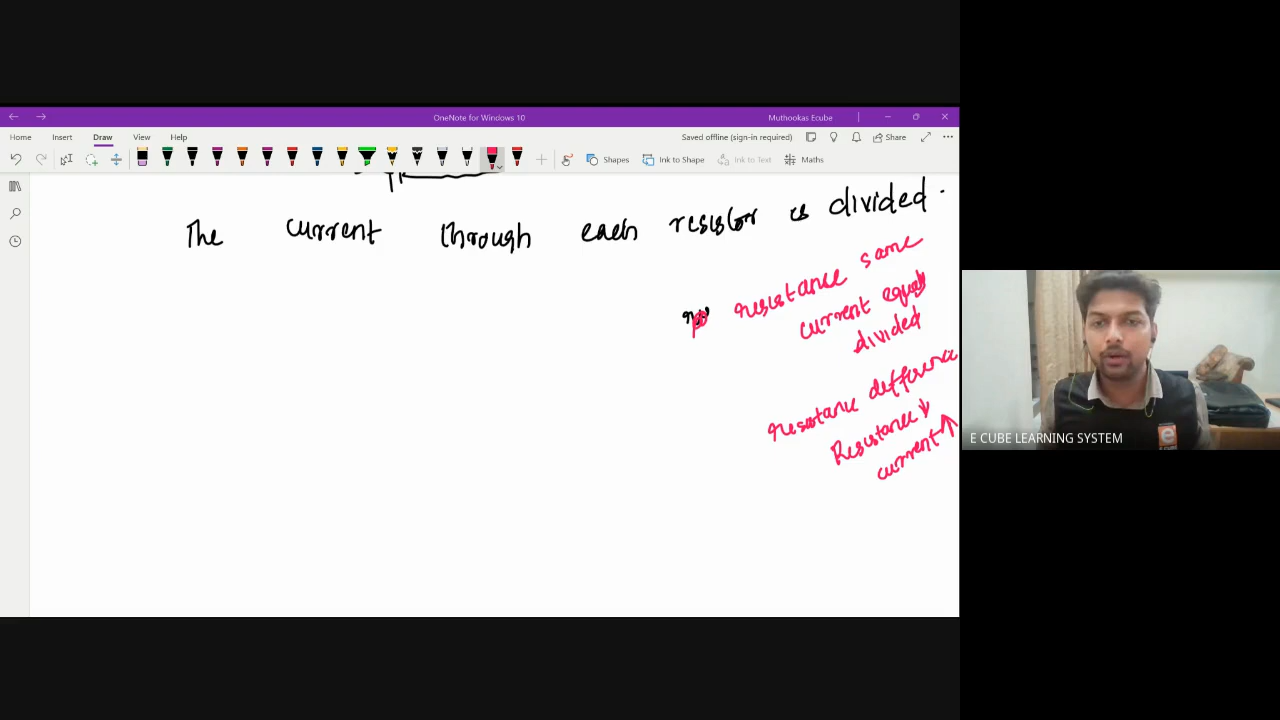 OneNote for Windows 10
Muthookas Ecube
Home Insert Draw View Help
Saved offline (sign-in required)
Share
Shapes
Ink to Shape
Ink to Text
Maths
The current through each resistor is divided.
resistance same
current equal
divided
resistance difference
Resistance ↓
current ↑
E CUBE LEARNING SYSTEM